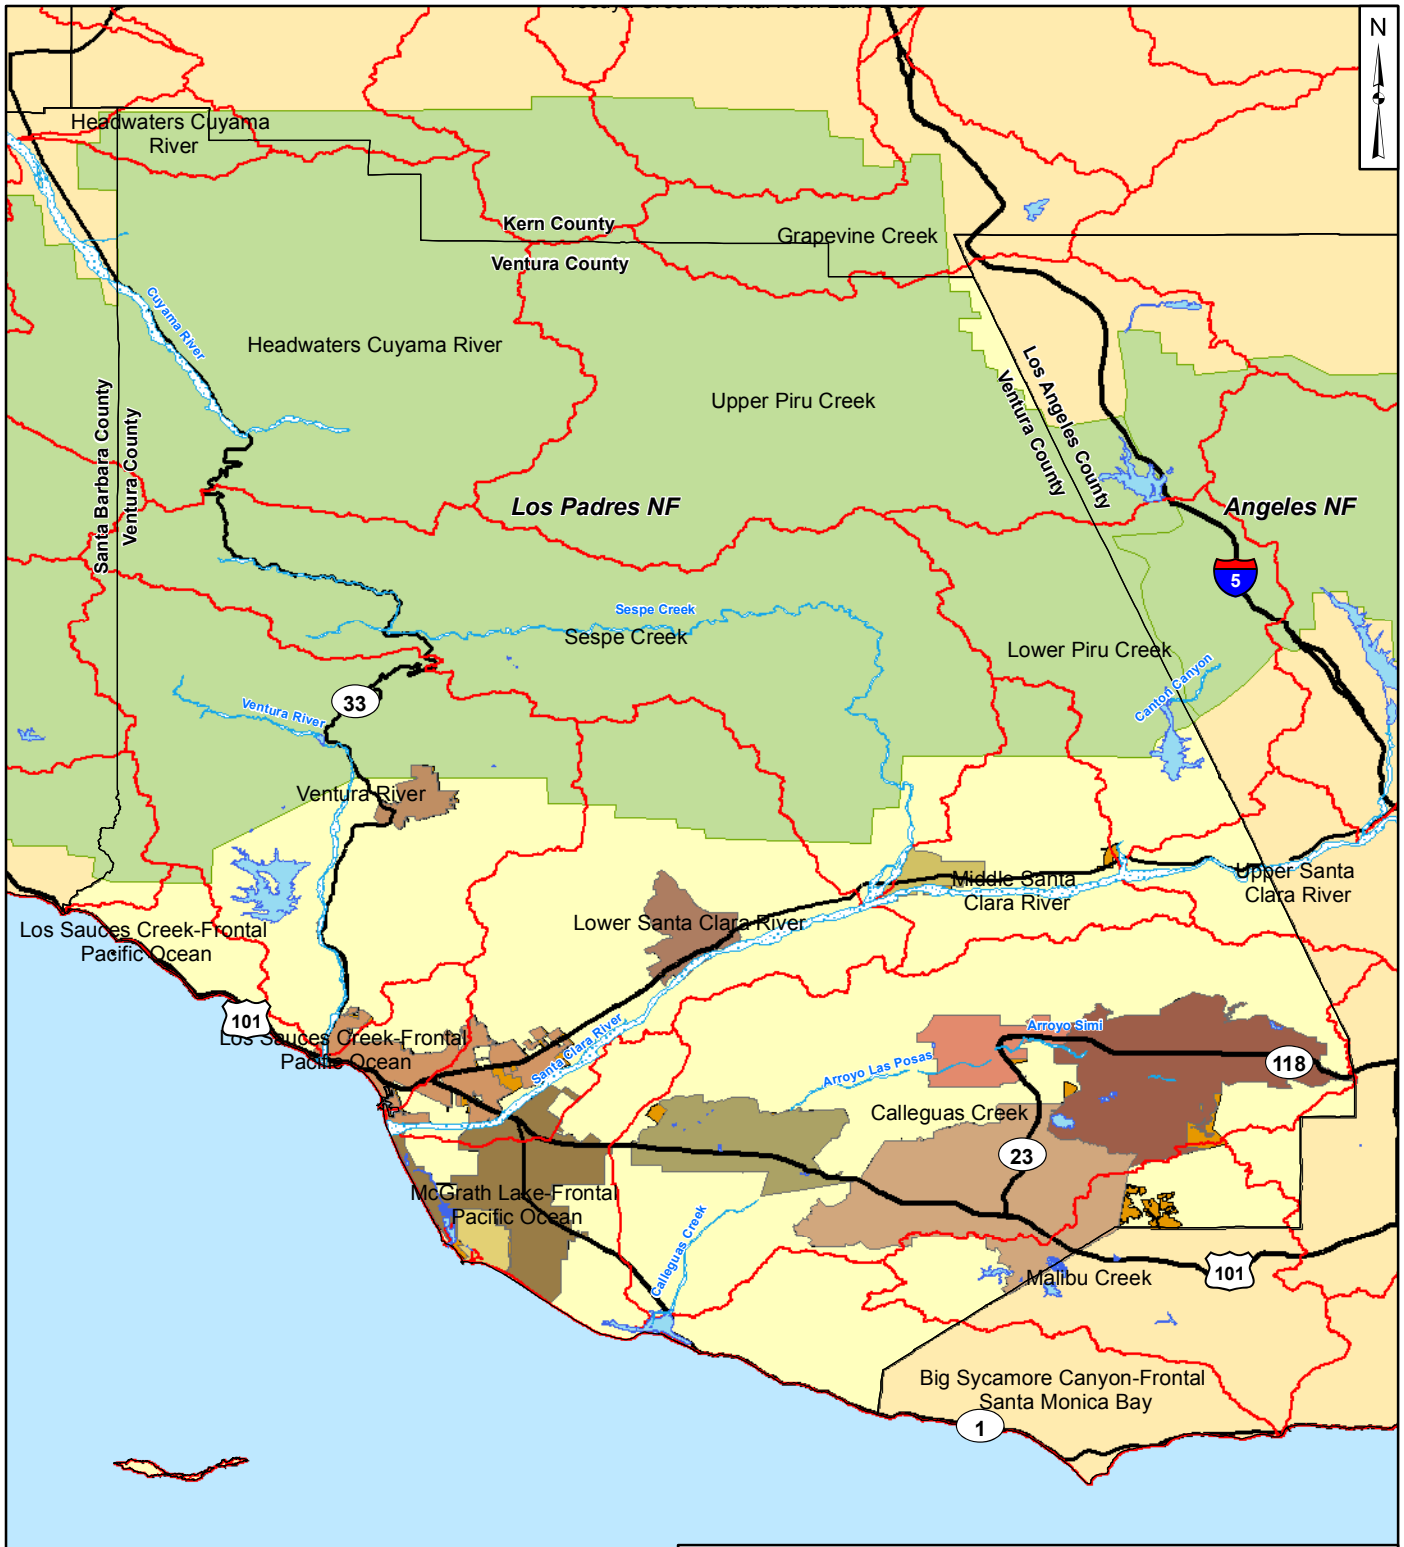 N
Headwaters Cuyama
River
Kern County
Grapevine Creek
Ventura County
Cuyama River
Headwaters Cuyama River
Los Angeles County
Ventura County
Upper Piru Creek
Santa Barbara County
Ventura County
Los Padres NF
Angeles NF
5
Sespe Creek
Sespe Creek
Lower Piru Creek
Canton Canyon
33
Ventura River
Ventura River
Middle Santa
Clara River
Upper Santa
Clara River
Lower Santa Clara River
Los Sauces Creek-Frontal
Pacific Ocean
101
Los Sauces Creek-Frontal
Pacific Ocean
Santa Clara River
Arroyo Simi
118
Arroyo Las Posas
Calleguas Creek
23
McGrath Lake-Frontal
Pacific Ocean
Calleguas Creek
101
Malibu Creek
Big Sycamore Canyon-Frontal
Santa Monica Bay
1